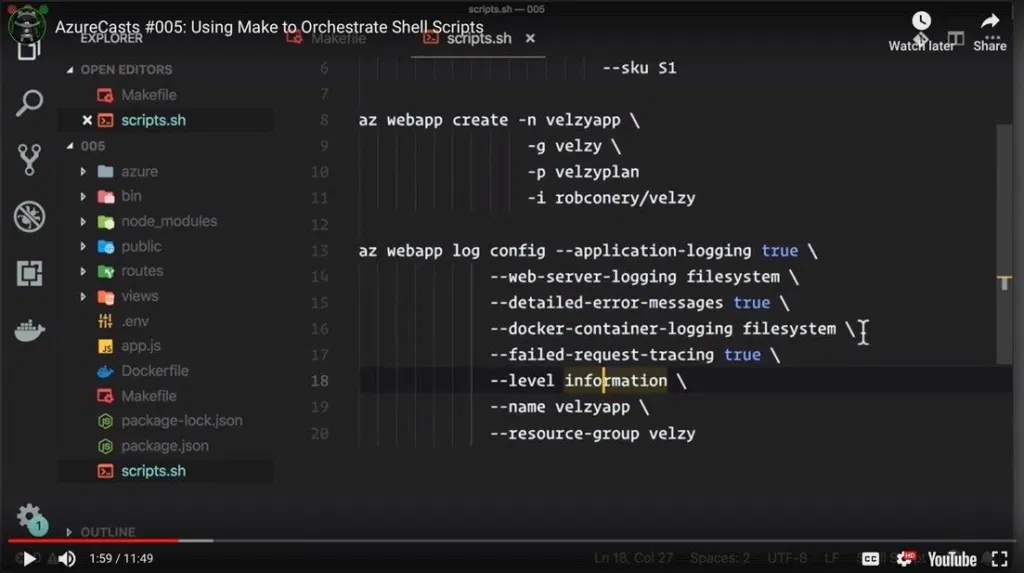 scripts.sh — 005
AzureCasts #005: Using Make to Orchestrate Shell Scripts
Watch later
Share
EXPLORER
Makefile
scripts.sh
OPEN EDITORS
Makefile
scripts.sh
005
azure
bin
node_modules
public
routes
views
.env
app.js
Dockerfile
Makefile
package-lock.json
package.json
scripts.sh
OUTLINE
6 --sku S1
7
8 az webapp create -n velzyapp \
9 -g velzy \
10 -p velzyplan
11 -i robconery/velzy
12
13 az webapp log config --application-logging true \
14 --web-server-logging filesystem \
15 --detailed-error-messages true \
16 --docker-container-logging filesystem \
17 --failed-request-tracing true \
18 --level information \
19 --name velzyapp \
20 --resource-group velzy
1
1:59 / 11:49
Ln 18, Col 27 Spaces: 2 UTF-8 LF
CC
HD
YouTube